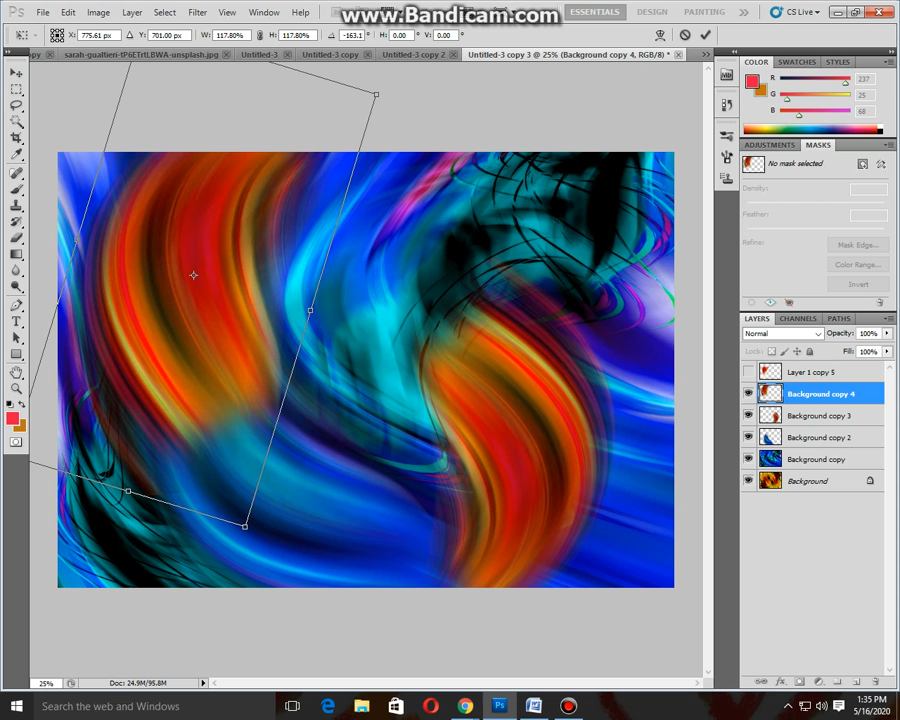 www.Bandicam.com
Ps File Edit Image Layer Select Filter View Window Help ESSENTIALS DESIGN PAINTING CS Live
X: 775.61 px Y: 701.00 px W: 117.80% H: 117.80% -163.1 H: 0.00 V: 0.00
copy sarah-gualtieri-tP6ETrtLBWA-unsplash.jpg Untitled-3 Untitled-3 copy Untitled-3 copy 2 Untitled-3 copy 3 @ 25% (Background copy 4, RGB/8) *
COLOR SWATCHES STYLES
R 237
G 25
B 68
ADJUSTMENTS MASKS
No mask selected
Density:
Feather:
Refine: Mask Edge...
Color Range...
Invert
LAYERS CHANNELS PATHS
Normal Opacity: 100%
Lock: Fill: 100%
Layer 1 copy 5
Background copy 4
Background copy 3
Background copy 2
Background copy
Background
25% Doc: 24.9M/95.8M
fx
Search the web and Windows
1:35 PM
5/16/2020